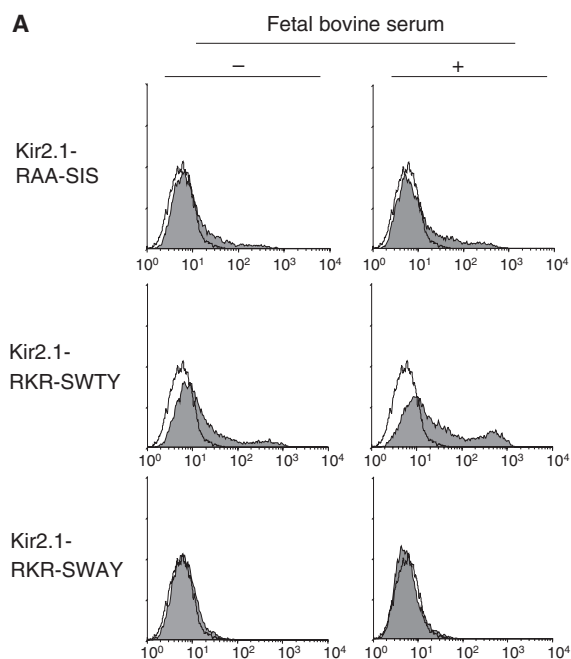 A
Fetal bovine serum
− +
Kir2.1-
RAA-SIS
10⁰ 10¹ 10² 10³ 10⁴ 10⁰ 10¹ 10² 10³ 10⁴
Kir2.1-
RKR-SWTY
10⁰ 10¹ 10² 10³ 10⁴ 10⁰ 10¹ 10² 10³ 10⁴
Kir2.1-
RKR-SWAY
10⁰ 10¹ 10² 10³ 10⁴ 10⁰ 10¹ 10² 10³ 10⁴